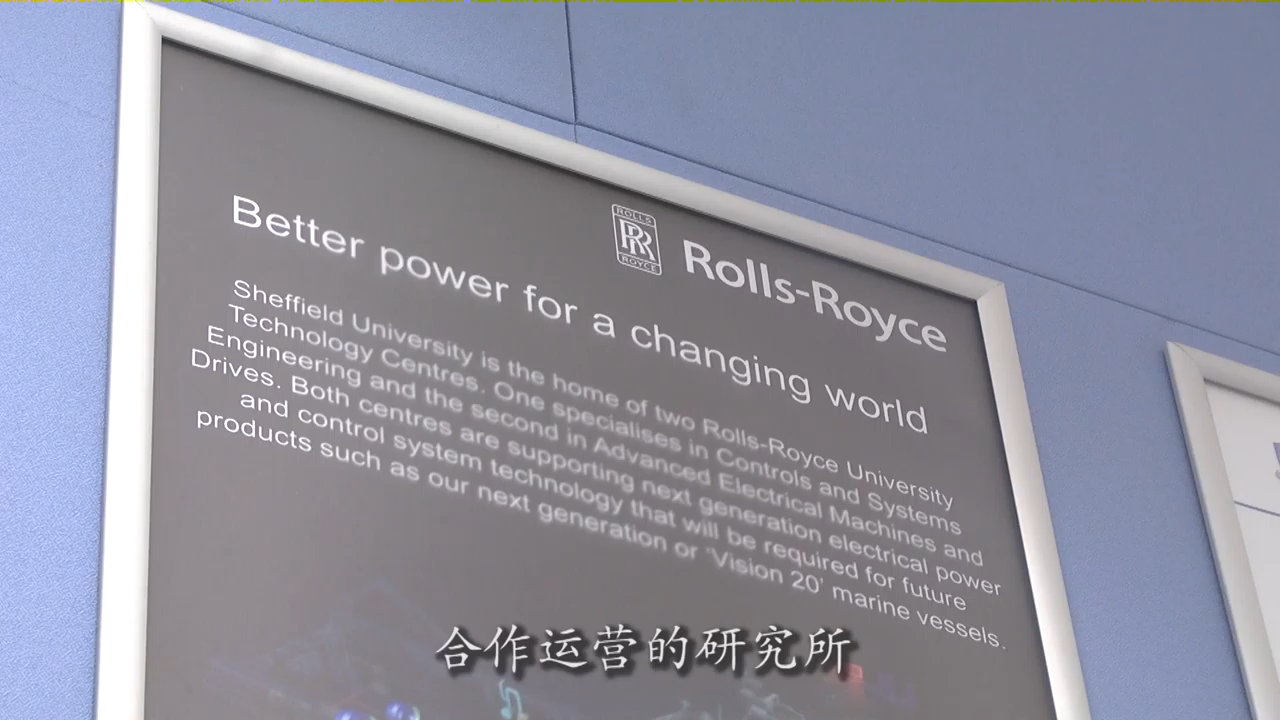 ROLLS
RR
ROYCE
Rolls-Royce
Better power for a changing world
Sheffield University is the home of two Rolls-Royce University
Technology Centres. One specialises in Controls and Systems
Engineering and the second in Advanced Electrical Machines and
Drives. Both centres are supporting next generation electrical power
and control system technology that will be required for future
products such as our next generation or ‘Vision 20’ marine vessels.
合作运营的研究所